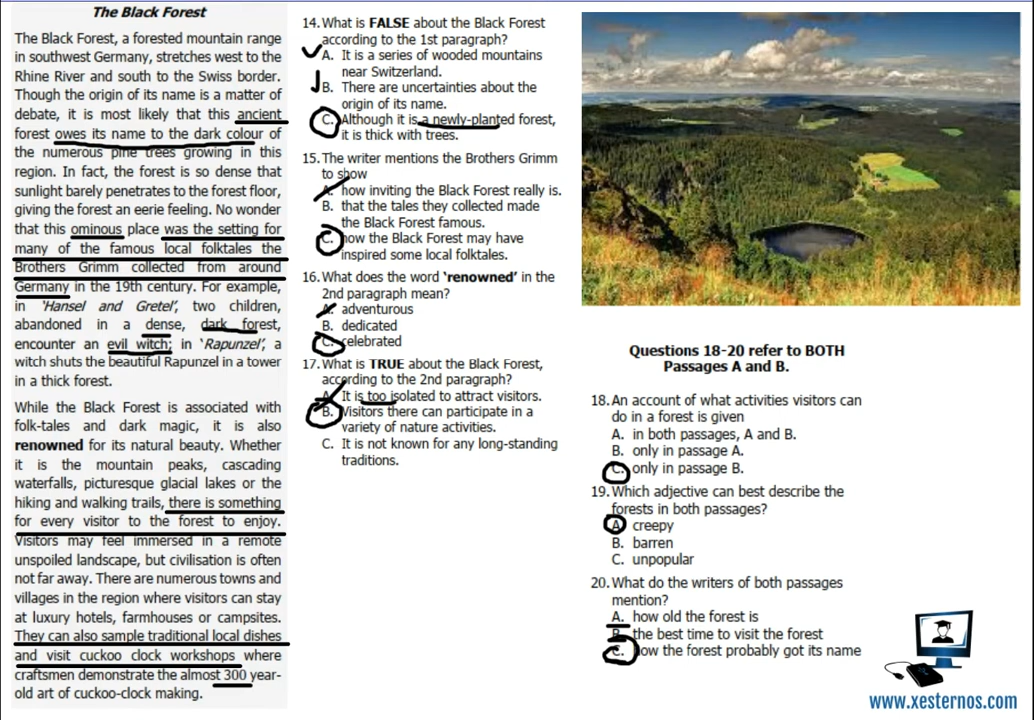 The Black Forest
The Black Forest, a forested mountain range
in southwest Germany, stretches west to the
Rhine River and south to the Swiss border.
Though the origin of its name is a matter of
debate, it is most likely that this ancient
forest owes its name to the dark colour of
the numerous pine trees growing in this
region. In fact, the forest is so dense that
sunlight barely penetrates to the forest floor,
giving the forest an eerie feeling. No wonder
that this ominous place was the setting for
many of the famous local folktales the
Brothers Grimm collected from around
Germany in the 19th century. For example,
in ‘Hansel and Gretel’, two children,
abandoned in a dense, dark forest,
encounter an evil witch; in ‘Rapunzel’, a
witch shuts the beautiful Rapunzel in a tower
in a thick forest.
While the Black Forest is associated with
folk-tales and dark magic, it is also
renowned for its natural beauty. Whether
it is the mountain peaks, cascading
waterfalls, picturesque glacial lakes or the
hiking and walking trails, there is something
for every visitor to the forest to enjoy.
Visitors may feel immersed in a remote
unspoiled landscape, but civilisation is often
not far away. There are numerous towns and
villages in the region where visitors can stay
at luxury hotels, farmhouses or campsites.
They can also sample traditional local dishes
and visit cuckoo clock workshops where
craftsmen demonstrate the almost 300 year-
old art of cuckoo-clock making.
14. What is FALSE about the Black Forest
according to the 1st paragraph?
A. It is a series of wooded mountains
near Switzerland.
B. There are uncertainties about the
origin of its name.
C. Although it is a newly-planted forest,
it is thick with trees.
15. The writer mentions the Brothers Grimm
to show
A. how inviting the Black Forest really is.
B. that the tales they collected made
the Black Forest famous.
C. how the Black Forest may have
inspired some local folktales.
16. What does the word ‘renowned’ in the
2nd paragraph mean?
A. adventurous
B. dedicated
C. celebrated
17. What is TRUE about the Black Forest,
according to the 2nd paragraph?
A. It is too isolated to attract visitors.
B. Visitors there can participate in a
variety of nature activities.
C. It is not known for any long-standing
traditions.
Questions 18-20 refer to BOTH
Passages A and B.
18. An account of what activities visitors can
do in a forest is given
A. in both passages, A and B.
B. only in passage A.
C. only in passage B.
19. Which adjective can best describe the
forests in both passages?
A. creepy
B. barren
C. unpopular
20. What do the writers of both passages
mention?
A. how old the forest is
B. the best time to visit the forest
C. how the forest probably got its name
www.xesternos.com